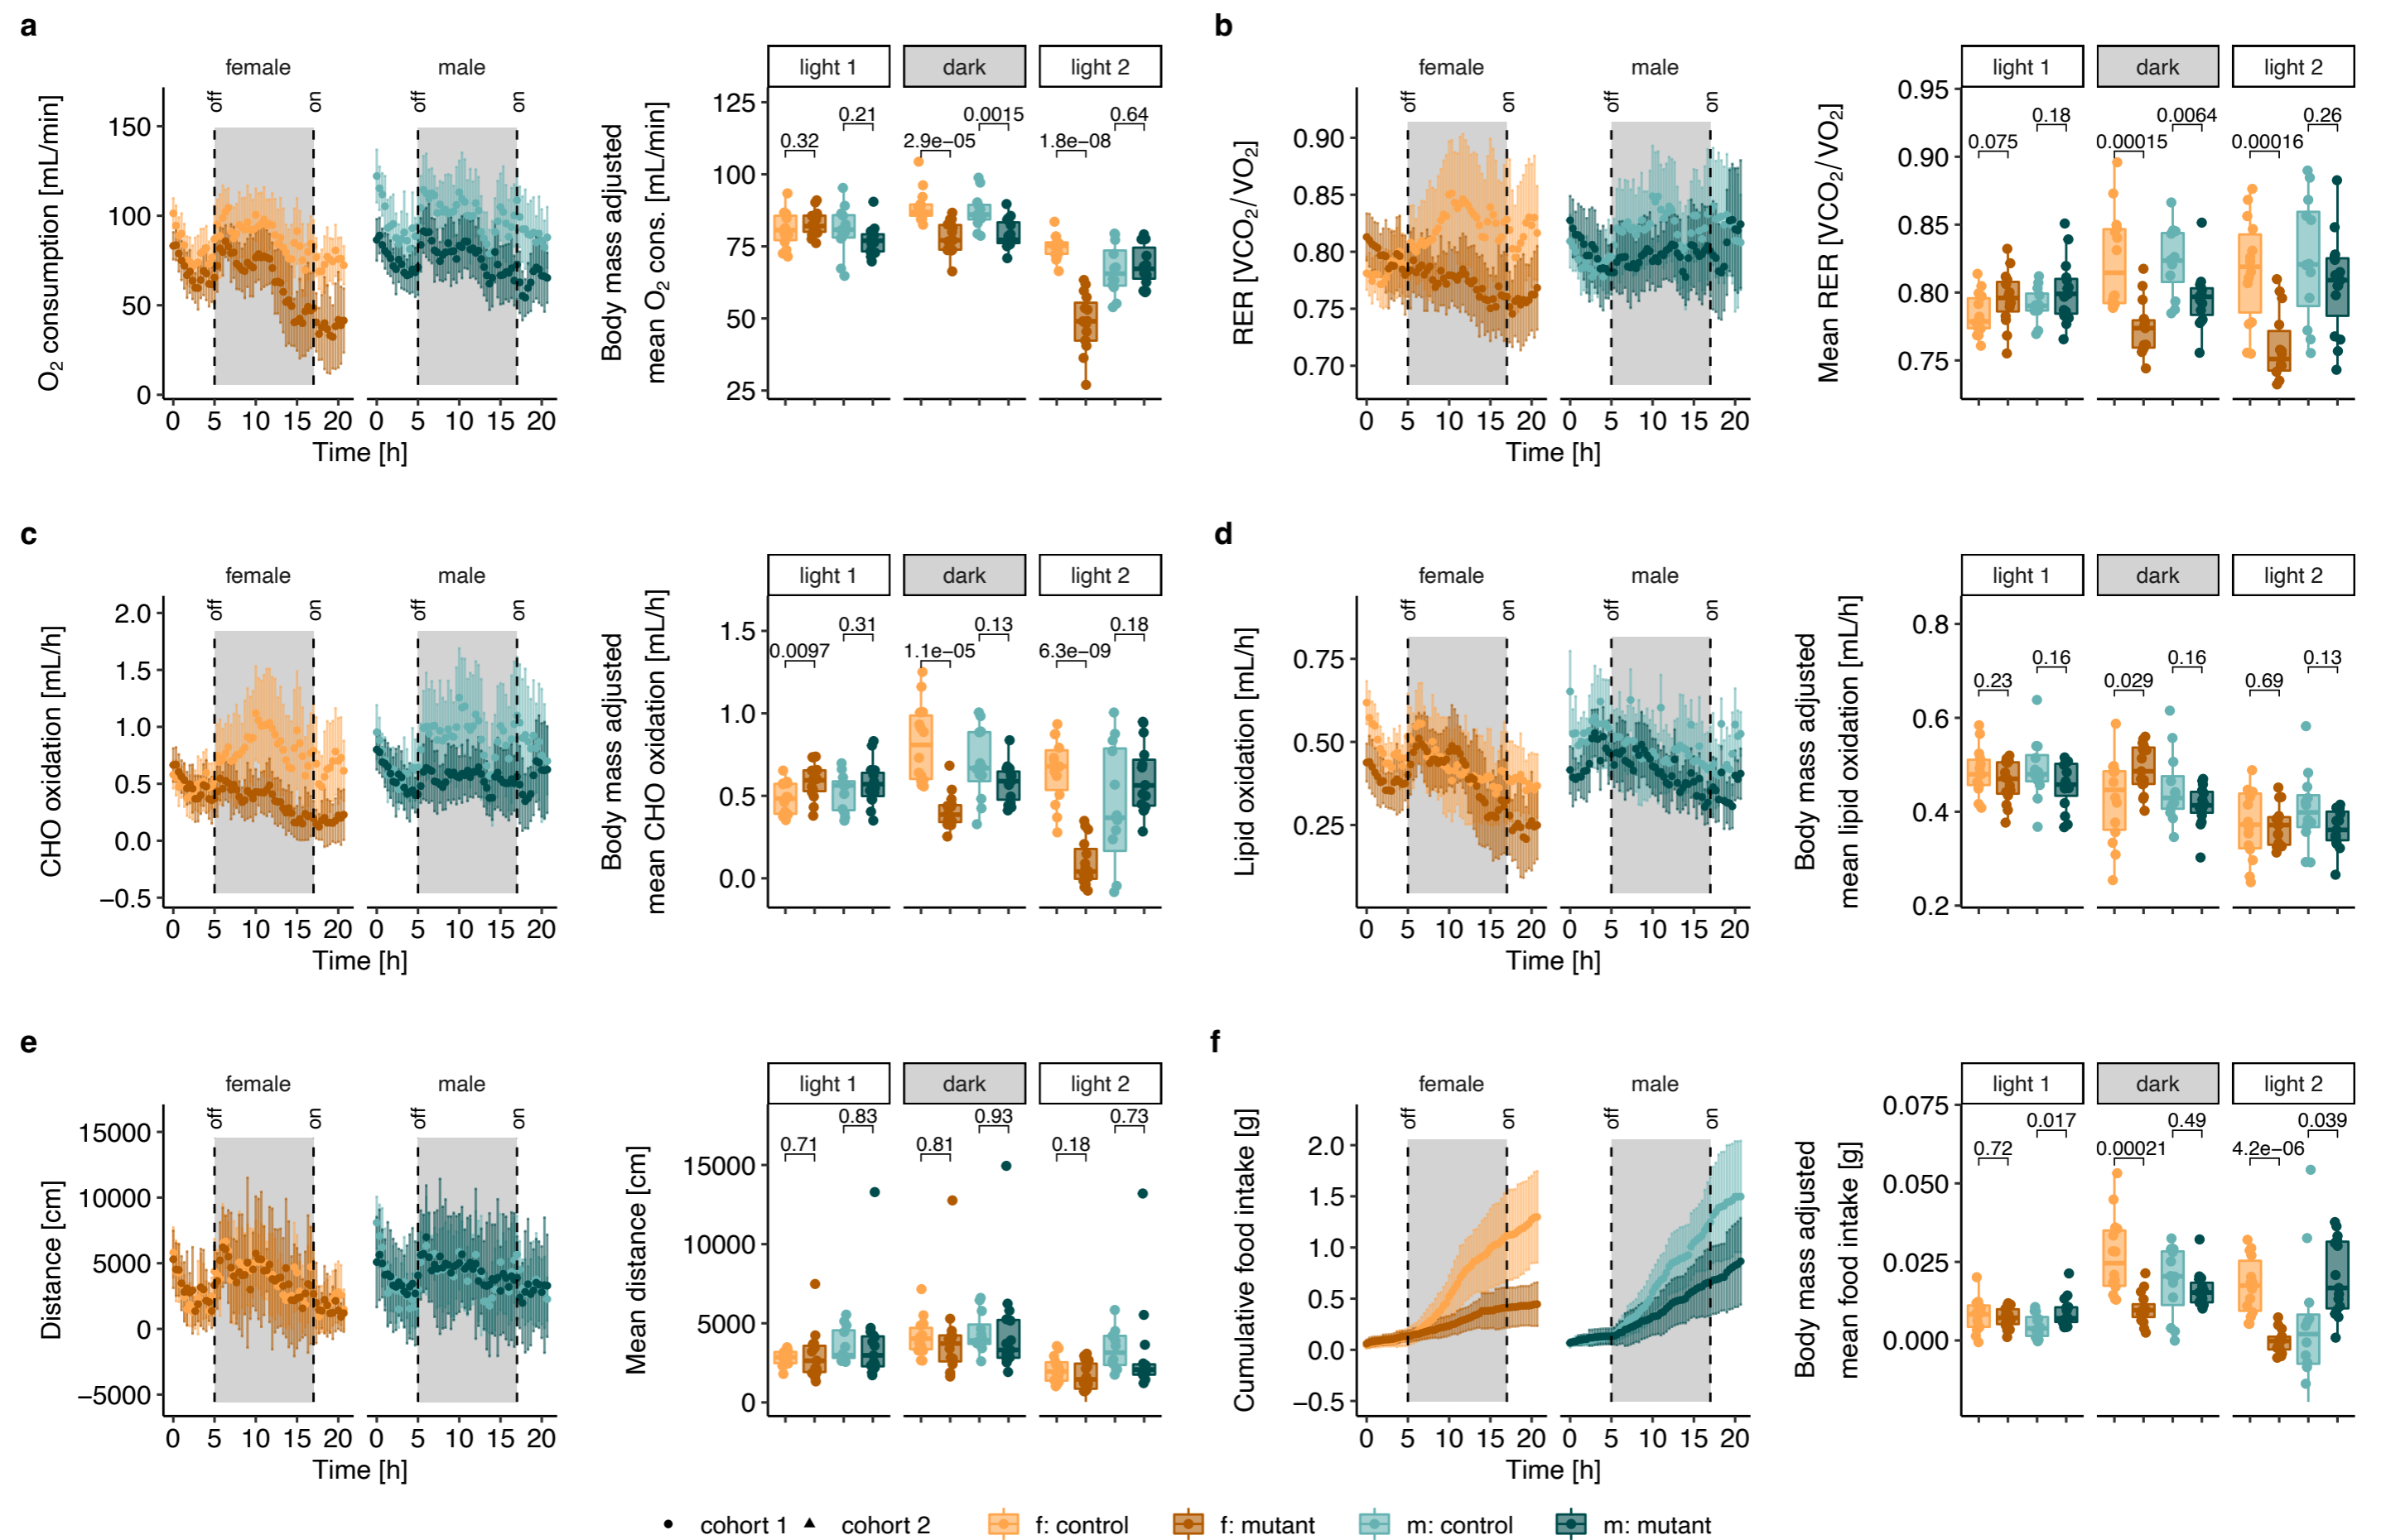 a
female
male
off
on
off
on
O2 consumption [mL/min]
150
100
50
0
0 5 10 15 20
0 5 10 15 20
Time [h]
Body mass adjusted
mean O2 cons. [mL/min]
light 1
dark
light 2
125
100
75
50
25
0.32
0.21
2.9e−05
0.0015
1.8e−08
0.64
b
female
male
off
on
off
on
RER [VCO2/VO2]
0.90
0.85
0.80
0.75
0.70
0 5 10 15 20
0 5 10 15 20
Time [h]
Mean RER [VCO2/VO2]
light 1
dark
light 2
0.95
0.90
0.85
0.80
0.75
0.075
0.18
0.00015
0.0064
0.00016
0.26
c
female
male
off
on
off
on
CHO oxidation [mL/h]
2.0
1.5
1.0
0.5
0.0
−0.5
0 5 10 15 20
0 5 10 15 20
Time [h]
Body mass adjusted
mean CHO oxidation [mL/h]
light 1
dark
light 2
1.5
1.0
0.5
0.0
0.0097
0.31
1.1e−05
0.13
6.3e−09
0.18
d
female
male
off
on
off
on
Lipid oxidation [mL/h]
0.75
0.50
0.25
0 5 10 15 20
0 5 10 15 20
Time [h]
Body mass adjusted
mean lipid oxidation [mL/h]
light 1
dark
light 2
0.8
0.6
0.4
0.2
0.23
0.16
0.029
0.16
0.69
0.13
e
female
male
off
on
off
on
Distance [cm]
15000
10000
5000
0
−5000
0 5 10 15 20
0 5 10 15 20
Time [h]
Mean distance [cm]
light 1
dark
light 2
15000
10000
5000
0
0.71
0.83
0.81
0.93
0.18
0.73
f
female
male
off
on
off
on
Cumulative food intake [g]
2.0
1.5
1.0
0.5
0.0
−0.5
0 5 10 15 20
0 5 10 15 20
Time [h]
Body mass adjusted
mean food intake [g]
light 1
dark
light 2
0.075
0.050
0.025
0.000
0.72
0.017
0.00021
0.49
4.2e−06
0.039
cohort 1 cohort 2 f: control f: mutant m: control m: mutant